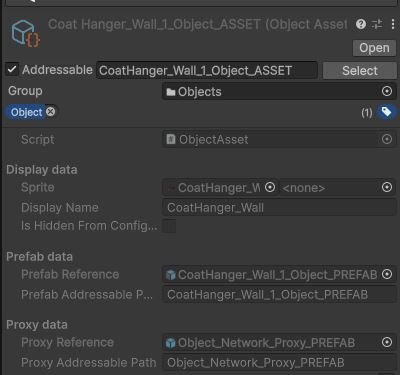 Coat Hanger_Wall_1_Object_ASSET (Object Asset
Open
Addressable CoatHanger_Wall_1_Object_ASSET Select
Group Objects
Object (1)
Script ObjectAsset
Display data
Sprite CoatHanger_W <none>
Display Name CoatHanger_Wall
Is Hidden From Config...
Prefab data
Prefab Reference CoatHanger_Wall_1_Object_PREFAB
Prefab Addressable P... CoatHanger_Wall_1_Object_PREFAB
Proxy data
Proxy Reference Object_Network_Proxy_PREFAB
Proxy Addressable Path Object_Network_Proxy_PREFAB